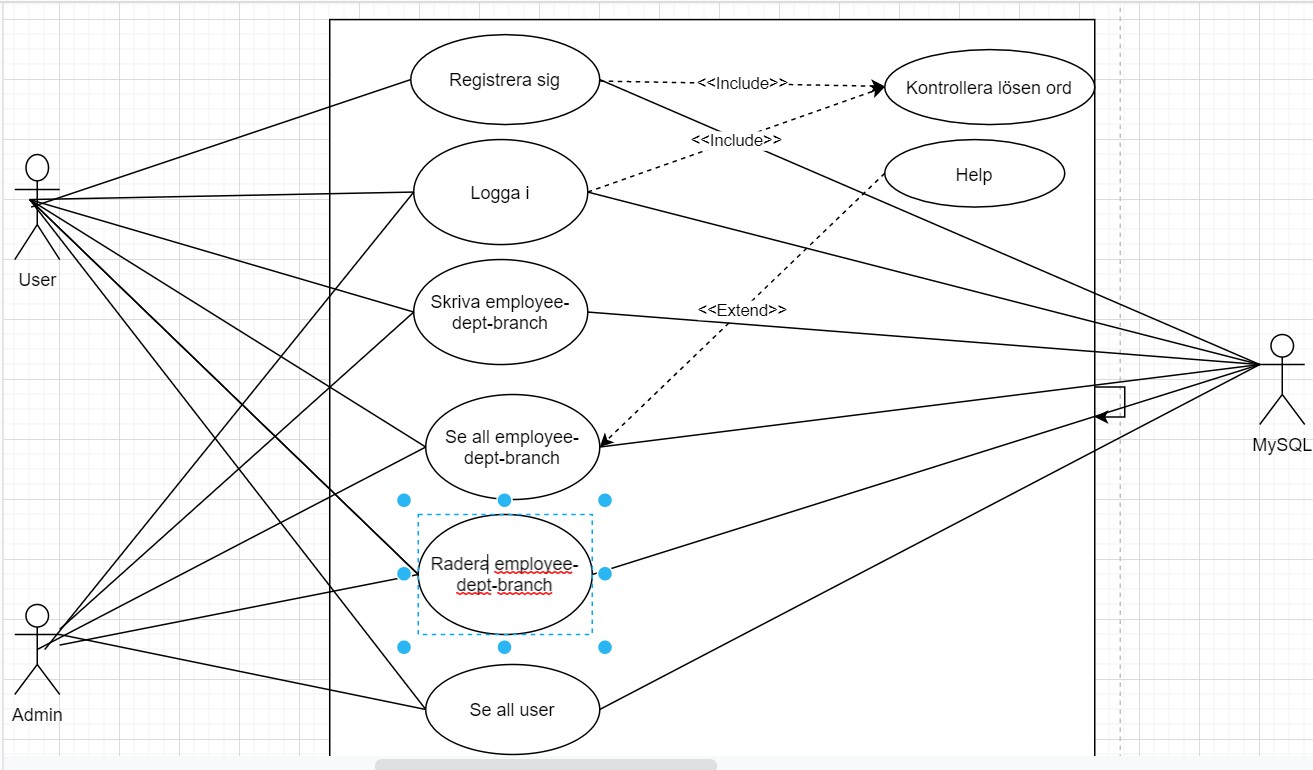 Registrera sig
<<Include>>
Kontrollera lösen ord
<<Include>>
Logga i
Help
User
Skriva employee-
dept-branch
<<Extend>>
Se all employee-
dept-branch
MySQL
Radera employee-
dept-branch
Se all user
Admin